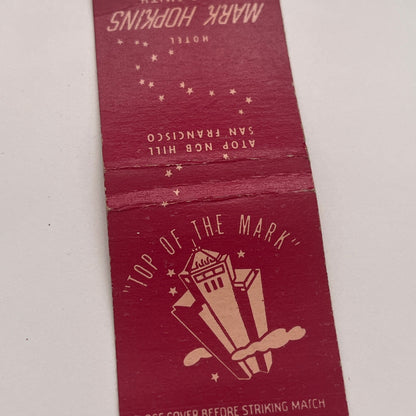 MARK HOPKINS
HOTEL
ATOP NOB HILL
SAN FRANCISCO
"TOP OF THE MARK"
COVER BEFORE STRIKING MATCH